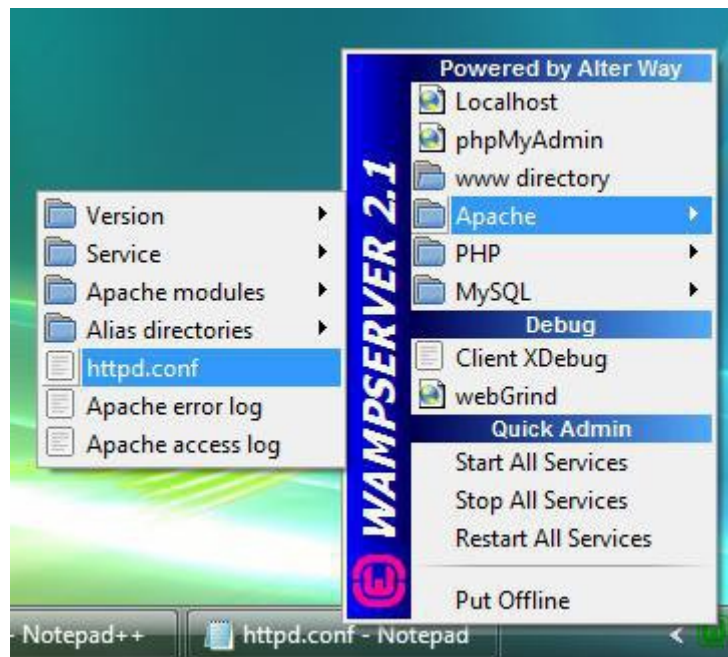 Powered by Alter Way
Localhost
phpMyAdmin
www directory
Apache
PHP
MySQL
Debug
Client XDebug
webGrind
Quick Admin
Start All Services
Stop All Services
Restart All Services
Put Offline
WAMPSERVER 2.1
Version
Service
Apache modules
Alias directories
httpd.conf
Apache error log
Apache access log
- Notepad++
httpd.conf - Notepad